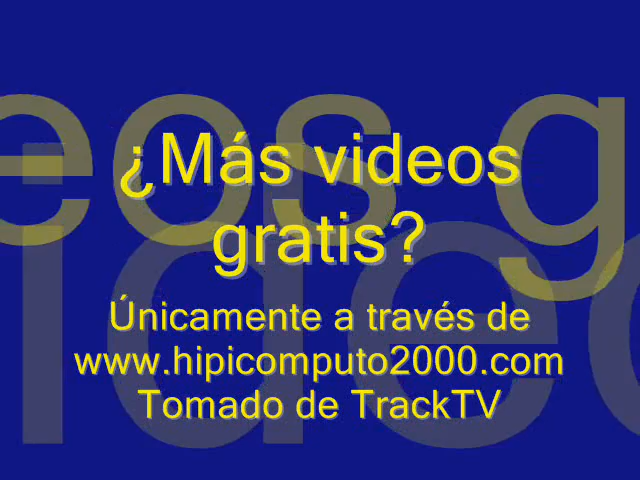 ¿Más videos
gratis?
Únicamente a través de
www.hipicomputo2000.com
Tomado de TrackTV